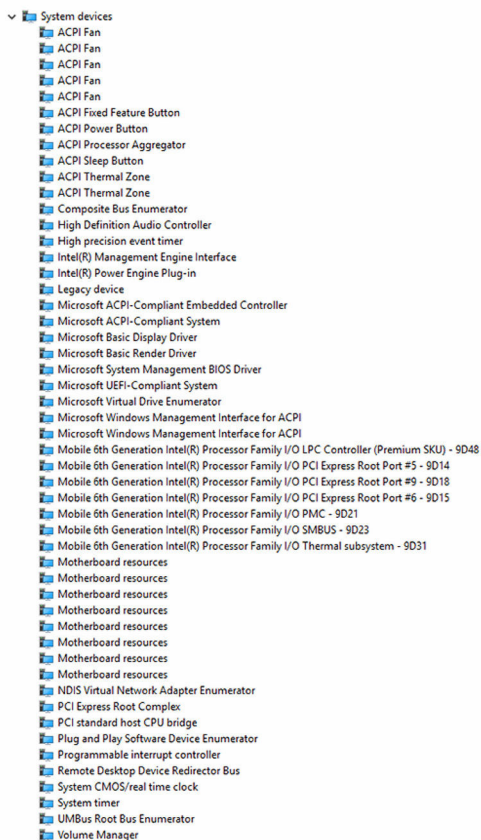 System devices
ACPI Fan
ACPI Fan
ACPI Fan
ACPI Fan
ACPI Fan
ACPI Fixed Feature Button
ACPI Power Button
ACPI Processor Aggregator
ACPI Sleep Button
ACPI Thermal Zone
ACPI Thermal Zone
Composite Bus Enumerator
High Definition Audio Controller
High precision event timer
Intel(R) Management Engine Interface
Intel(R) Power Engine Plug-in
Legacy device
Microsoft ACPI-Compliant Embedded Controller
Microsoft ACPI-Compliant System
Microsoft Basic Display Driver
Microsoft Basic Render Driver
Microsoft System Management BIOS Driver
Microsoft UEFI-Compliant System
Microsoft Virtual Drive Enumerator
Microsoft Windows Management Interface for ACPI
Microsoft Windows Management Interface for ACPI
Mobile 6th Generation Intel(R) Processor Family I/O LPC Controller (Premium SKU) - 9D48
Mobile 6th Generation Intel(R) Processor Family I/O PCI Express Root Port #5 - 9D14
Mobile 6th Generation Intel(R) Processor Family I/O PCI Express Root Port #9 - 9D18
Mobile 6th Generation Intel(R) Processor Family I/O PCI Express Root Port #6 - 9D15
Mobile 6th Generation Intel(R) Processor Family I/O PMC - 9D21
Mobile 6th Generation Intel(R) Processor Family I/O SMBUS - 9D23
Mobile 6th Generation Intel(R) Processor Family I/O Thermal subsystem - 9D31
Motherboard resources
Motherboard resources
Motherboard resources
Motherboard resources
Motherboard resources
Motherboard resources
Motherboard resources
Motherboard resources
NDIS Virtual Network Adapter Enumerator
PCI Express Root Complex
PCI standard host CPU bridge
Plug and Play Software Device Enumerator
Programmable interrupt controller
Remote Desktop Device Redirector Bus
System CMOS/real time clock
System timer
UMBus Root Bus Enumerator
Volume Manager